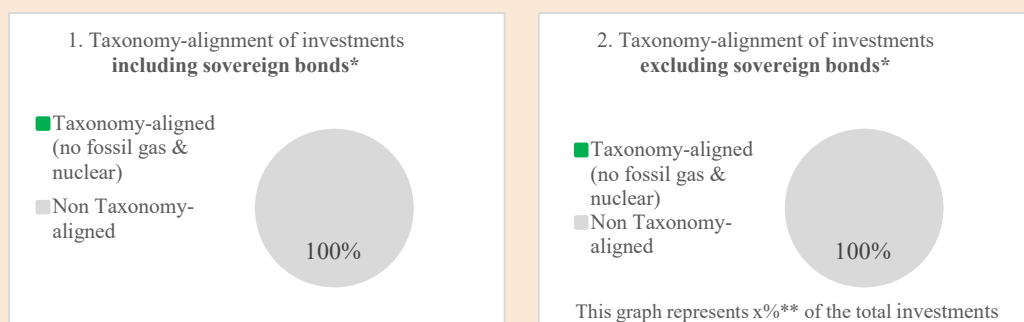 1. Taxonomy-alignment of investments
including sovereign bonds*
Taxonomy-aligned
(no fossil gas &
nuclear)
Non Taxonomy-
aligned
100%
2. Taxonomy-alignment of investments
excluding sovereign bonds*
Taxonomy-aligned
(no fossil gas &
nuclear)
Non Taxonomy-
aligned
100%
This graph represents x%** of the total investments